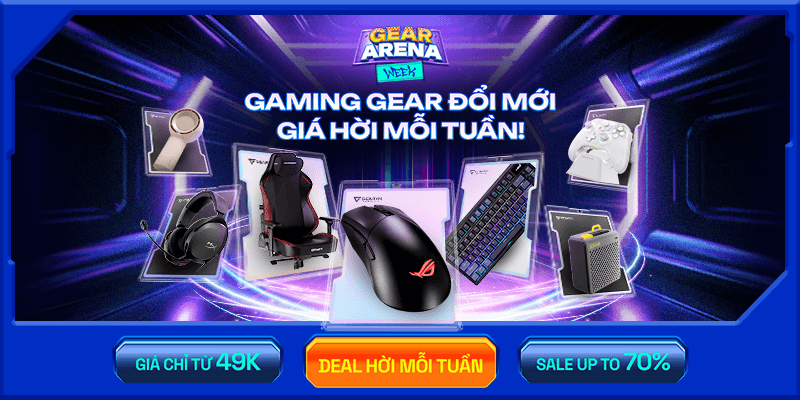 GEAR
ARENA
WEEK
GAMING GEAR ĐỔI MỚI
GIÁ HỜI MỖI TUẦN!
GIÁ CHỈ TỪ 49K
DEAL HỜI MỖI TUẦN
SALE UP TO 70%